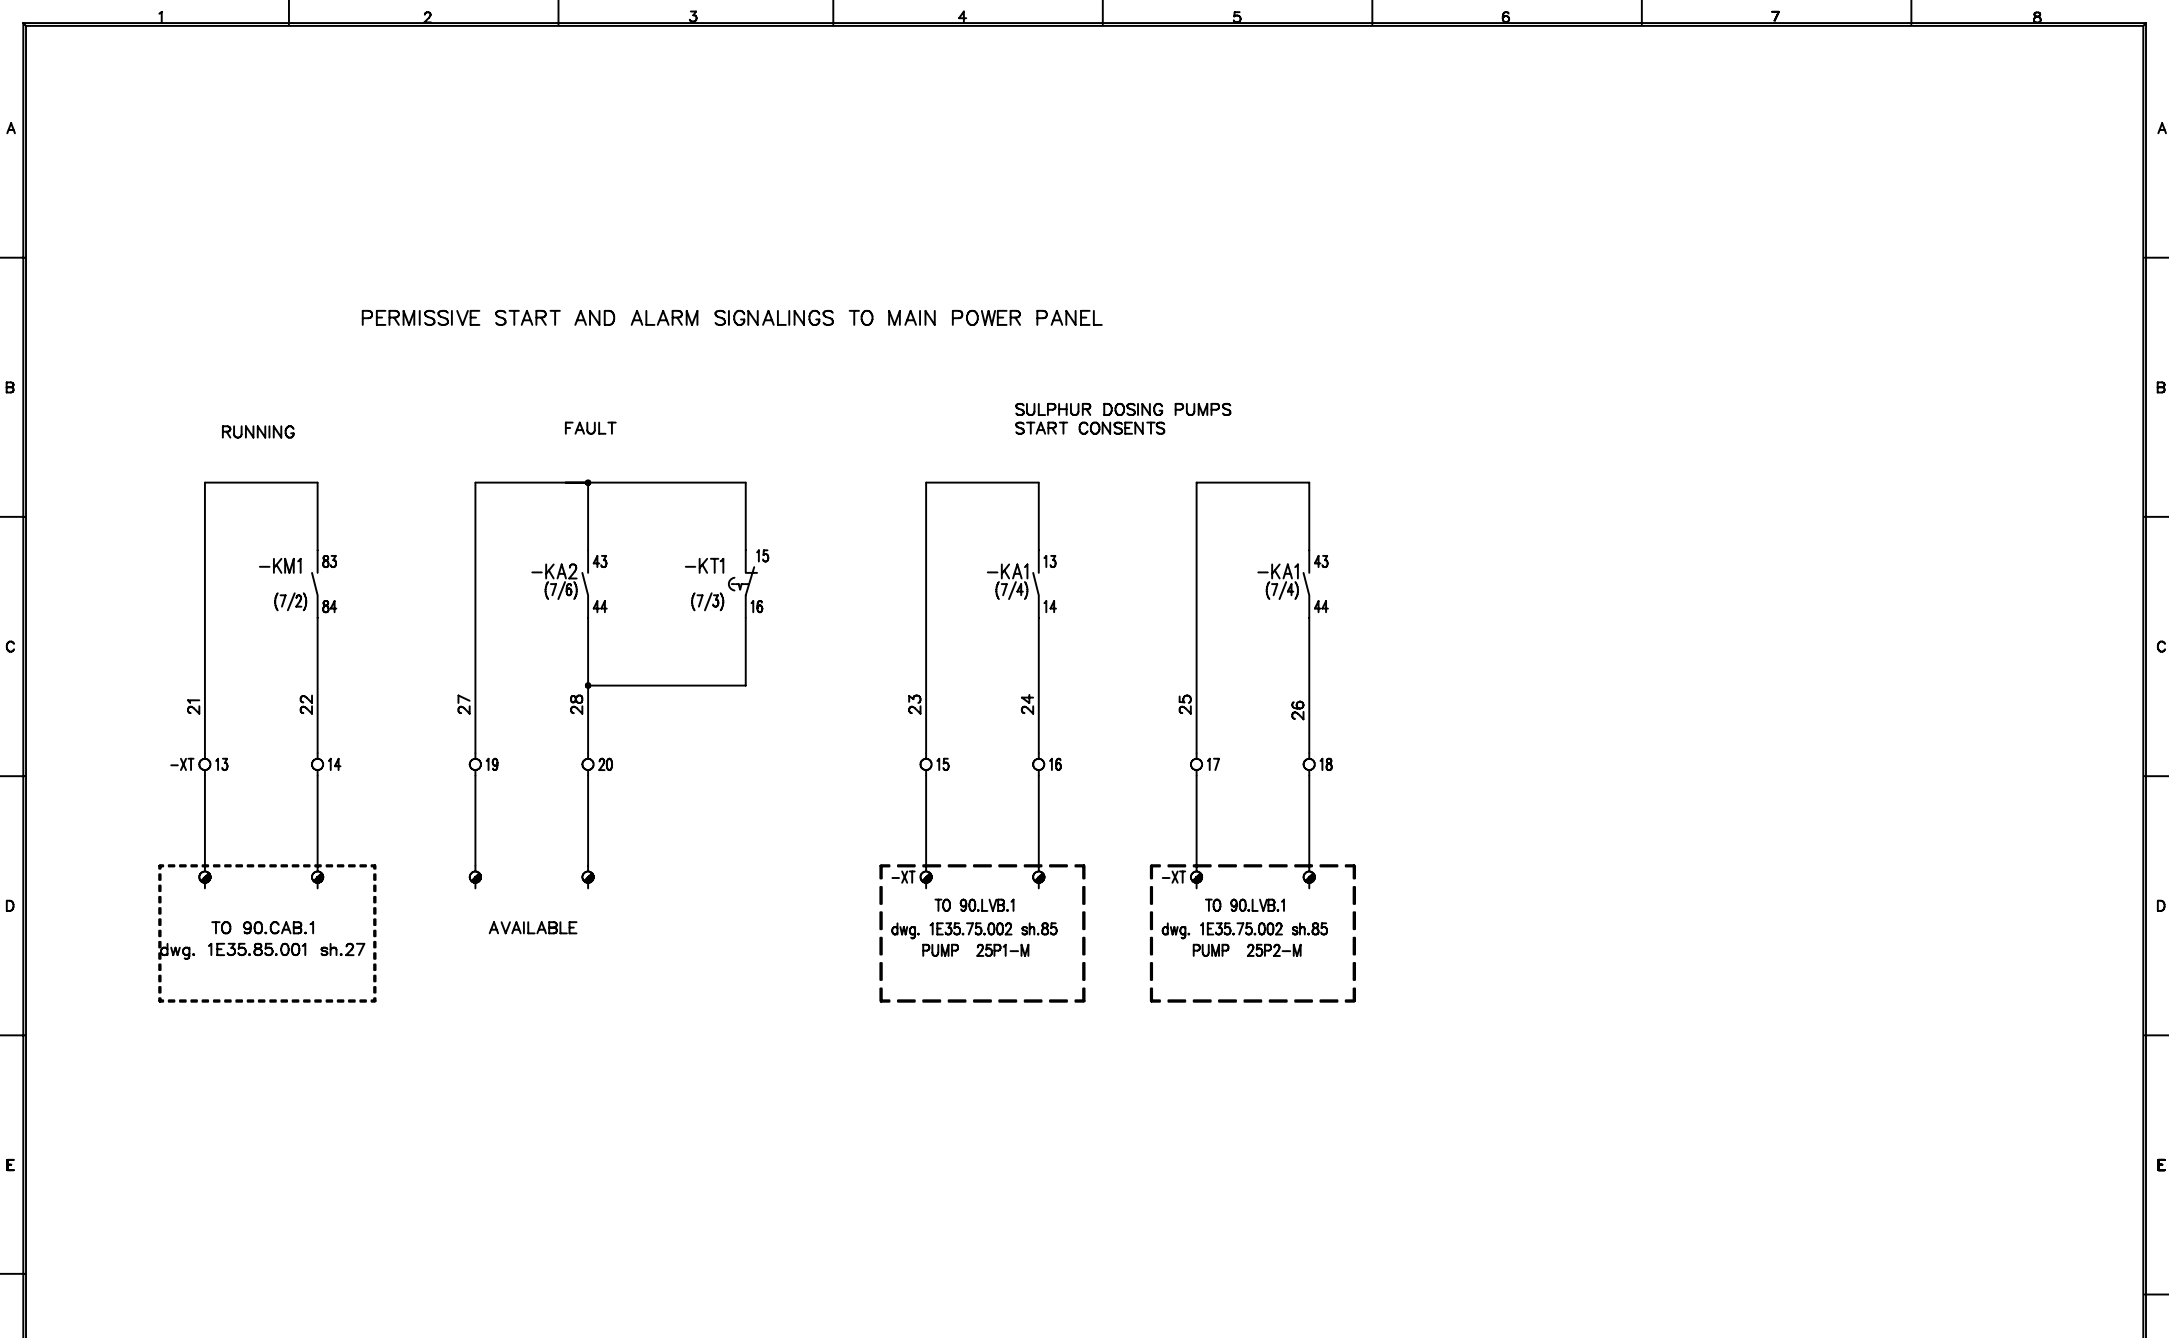 1 2 3 4 5 6 7 8
A A
PERMISSIVE START AND ALARM SIGNALINGS TO MAIN POWER PANEL
B B
RUNNING
FAULT
SULPHUR DOSING PUMPS
START CONSENTS
-KM1 83
(7/2) 84
-KA2 43
(7/6) 44
-KT1 15
(7/3) 16
-KA1 13
(7/4) 14
-KA1 43
(7/4) 44
C C
21 22 27 28 23 24 25 26
-XT 13 14 19 20 15 16 17 18
-XT -XT
D D
TO 90.CAB.1
dwg. 1E35.85.001 sh.27
AVAILABLE
TO 90.LVB.1
dwg. 1E35.75.002 sh.85
PUMP 25P1-M
TO 90.LVB.1
dwg. 1E35.75.002 sh.85
PUMP 25P2-M
E E